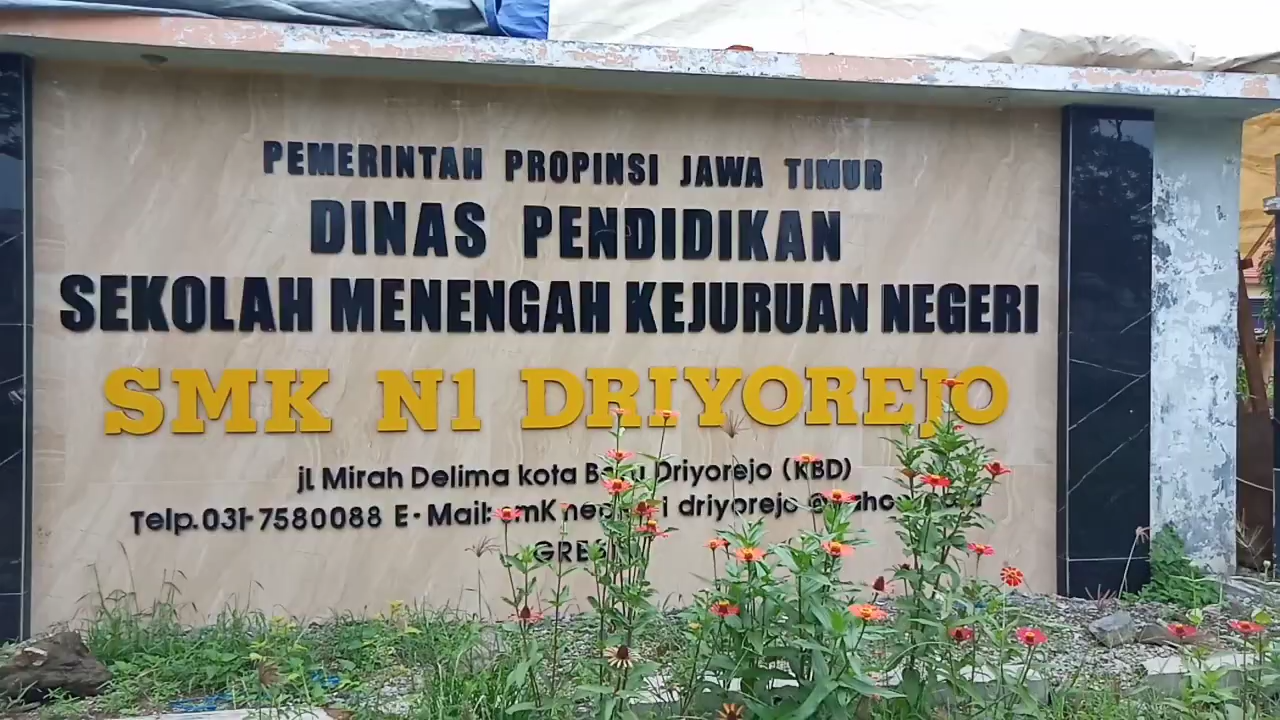 PEMERINTAH PROPINSI JAWA TIMUR
DINAS PENDIDIKAN
SEKOLAH MENENGAH KEJURUAN NEGERI
SMK N1 DRIYOREJO
jl Mirah Delima kota Driyorejo (KBD)
Telp.031-7580088 E-Mail: driyorejo @